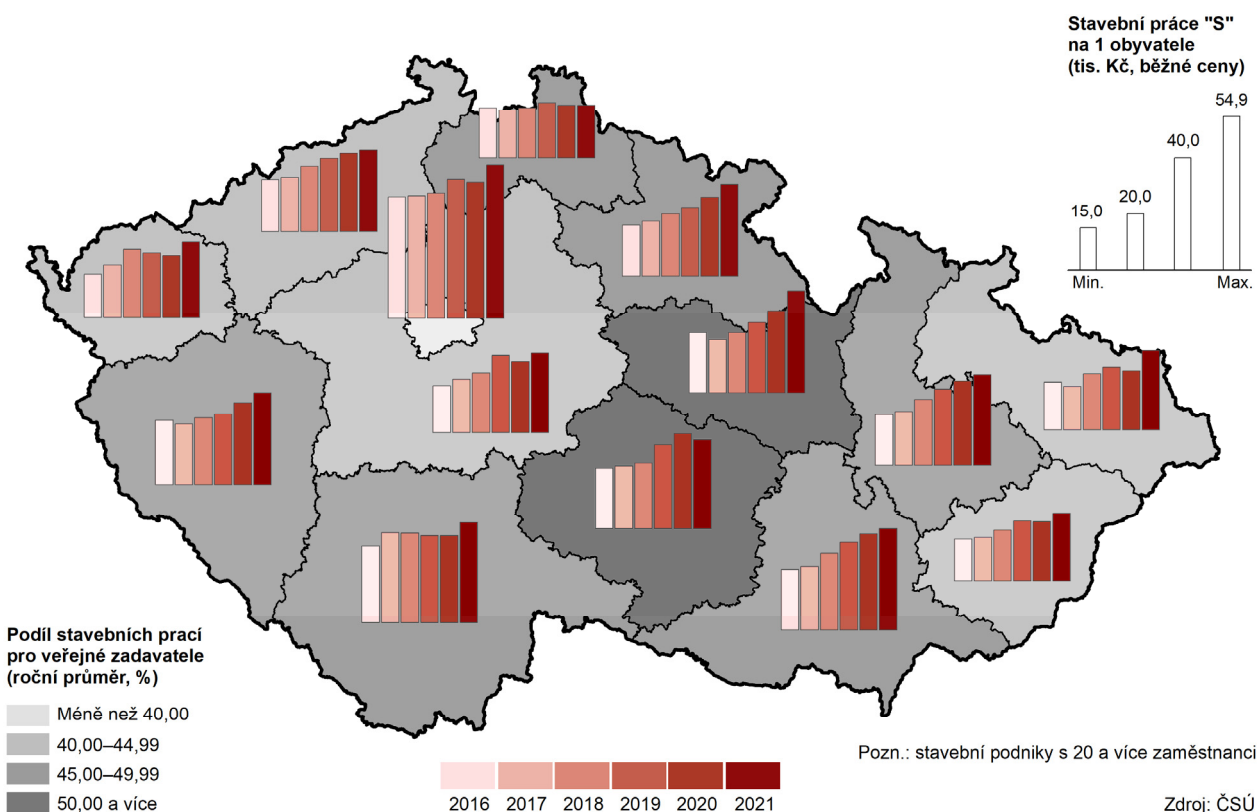 Stavební práce "S"
na 1 obyvatele
(tis. Kč, běžné ceny)
54,9
40,0
20,0
15,0
Min.
Max.
Podíl stavebních prací
pro veřejné zadavatele
(roční průměr, %)
Méně než 40,00
40,00–44,99
45,00–49,99
50,00 a více
2016 2017 2018 2019 2020 2021
Pozn.: stavební podniky s 20 a více zaměstnanci
Zdroj: ČSÚ